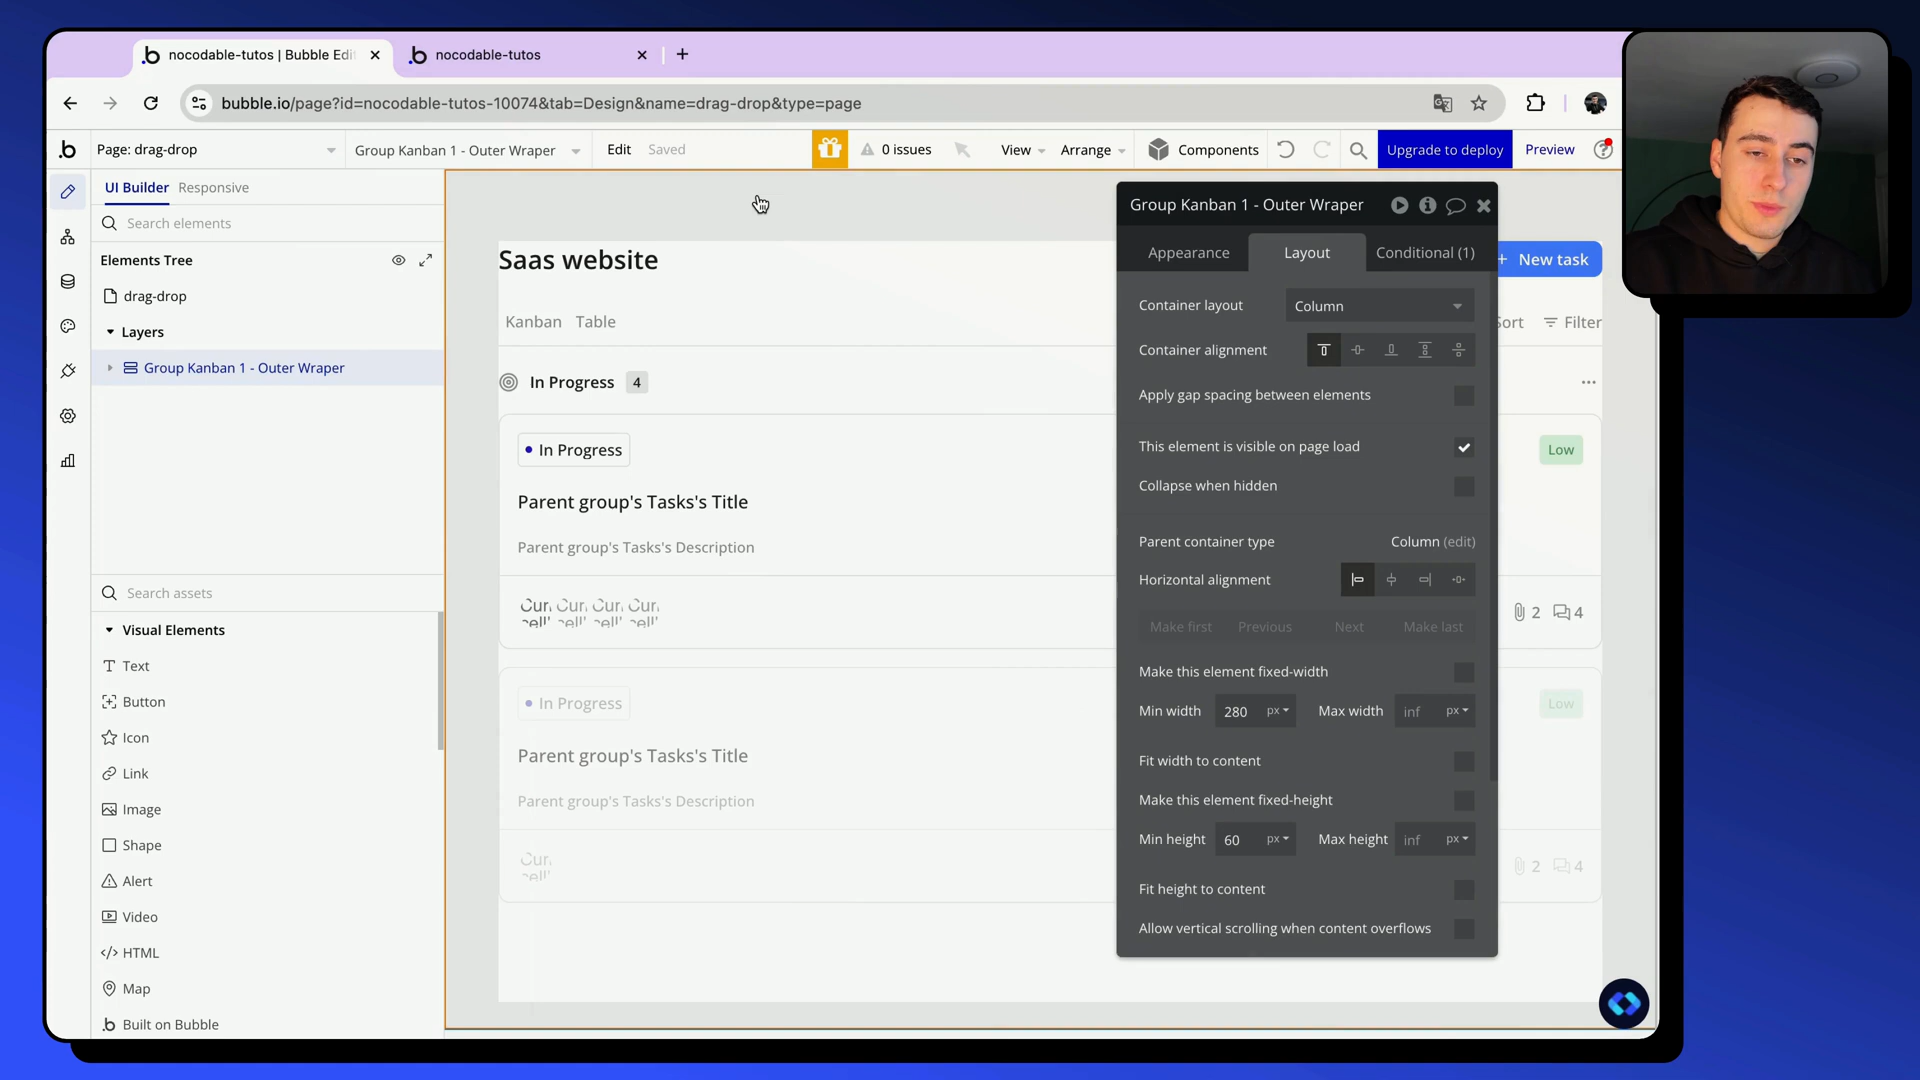 nocodable-tutos | Bubble Edi
nocodable-tutos
bubble.io/page?id=nocodable-tutos-10074&tab=Design&name=drag-drop&type=page
Page: drag-drop
Group Kanban 1 - Outer Wraper
Edit
Saved
0 issues
View
Arrange
Components
Upgrade to deploy
Preview
UI Builder
Responsive
Search elements
Elements Tree
drag-drop
Layers
Group Kanban 1 - Outer Wraper
Search assets
Visual Elements
Text
Button
Icon
Link
Image
Shape
Alert
Video
HTML
Map
Built on Bubble
Saas website
New task
Kanban Table
Sort
Filter
In Progress 4
In Progress
Low
Parent group's Tasks's Title
Parent group's Tasks's Description
2 4
In Progress
Low
Parent group's Tasks's Title
Parent group's Tasks's Description
2 4
Group Kanban 1 - Outer Wraper
Appearance
Layout
Conditional (1)
Container layout
Column
Container alignment
Apply gap spacing between elements
This element is visible on page load
Collapse when hidden
Parent container type
Column (edit)
Horizontal alignment
Make first
Previous
Next
Make last
Make this element fixed-width
Min width 280 px
Max width inf px
Fit width to content
Make this element fixed-height
Min height 60 px
Max height inf px
Fit height to content
Allow vertical scrolling when content overflows